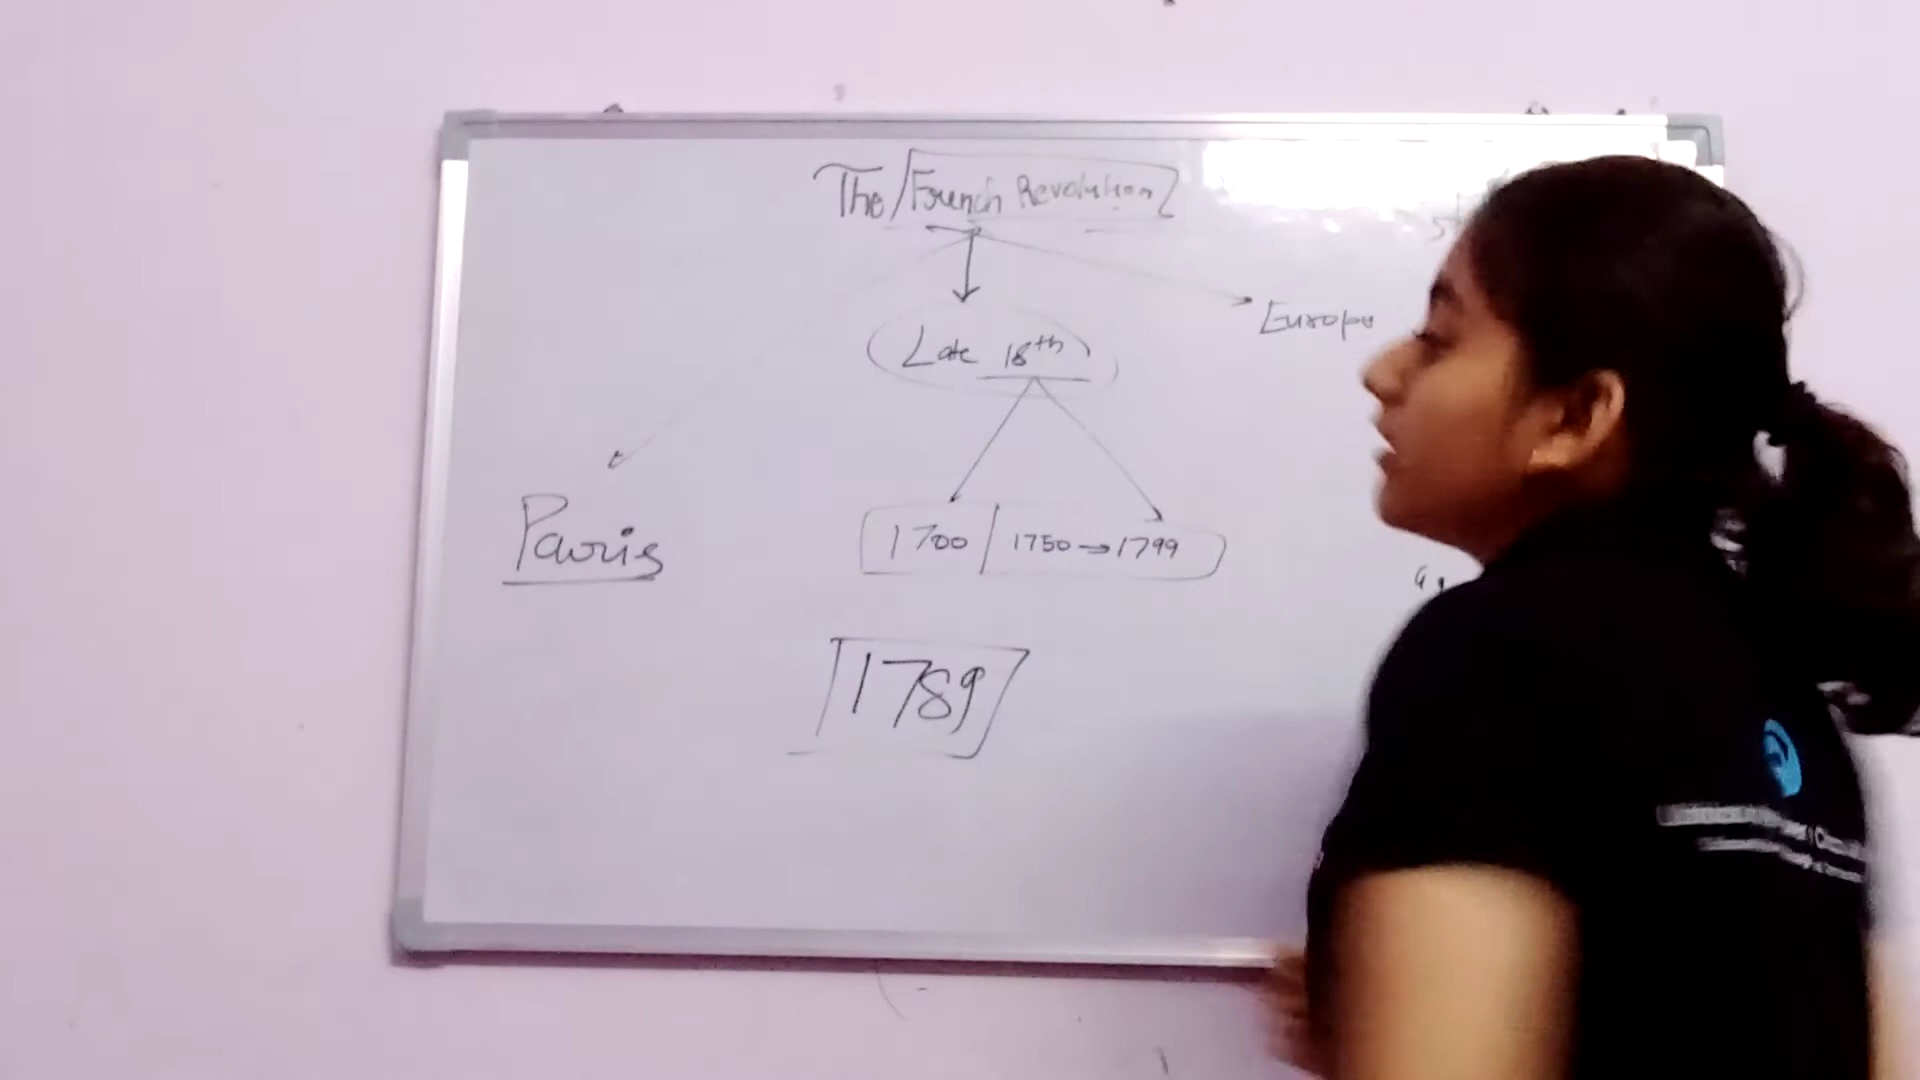 The French Revolution
Europe
Late 18th
Paris
1700 | 1750 → 1799
1789